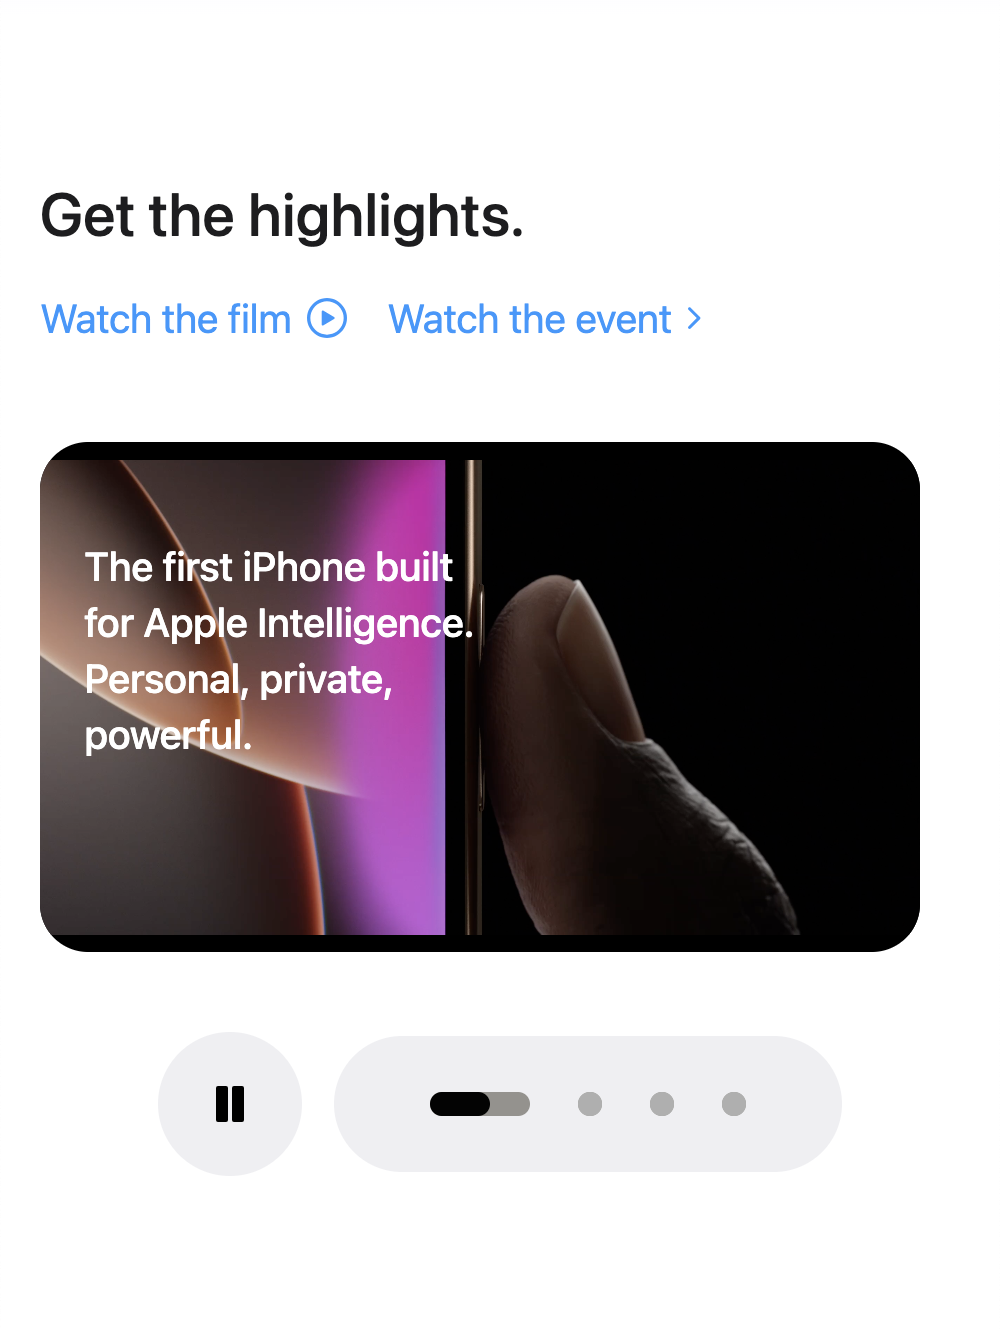 Get the highlights.
Watch the film Watch the event
The first iPhone built
for Apple Intelligence.
Personal, private,
powerful.